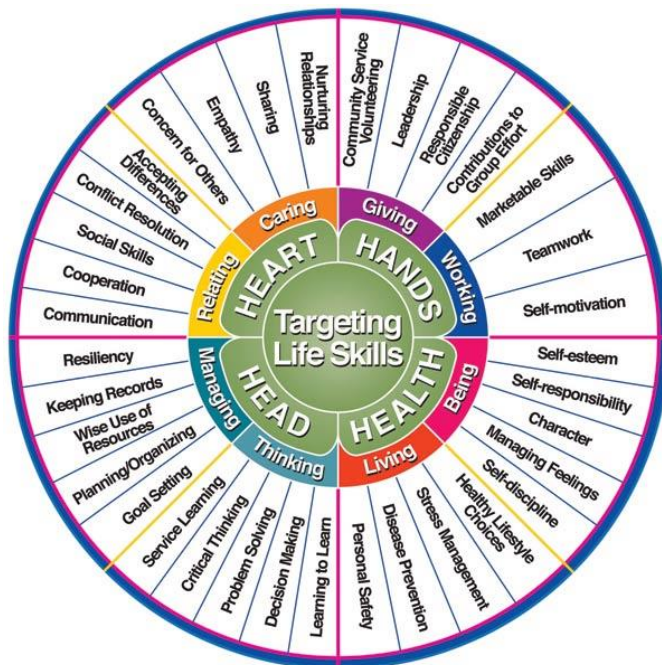 Targeting
Life Skills
HEART
HANDS
HEALTH
HEAD
Caring
Giving
Working
Being
Living
Thinking
Managing
Relating
Nurturing
Relationships
Sharing
Empathy
Concern for Others
Community Service
Volunteering
Leadership
Responsible
Citizenship
Contributions to
Group Effort
Marketable Skills
Teamwork
Self-motivation
Self-esteem
Self-responsibility
Character
Managing Feelings
Self-discipline
Healthy Lifestyle
Choices
Stress Management
Disease Prevention
Personal Safety
Learning to Learn
Decision Making
Problem Solving
Critical Thinking
Service Learning
Goal Setting
Planning/Organizing
Wise Use of
Resources
Keeping Records
Resiliency
Communication
Cooperation
Social Skills
Conflict Resolution
Accepting
Differences